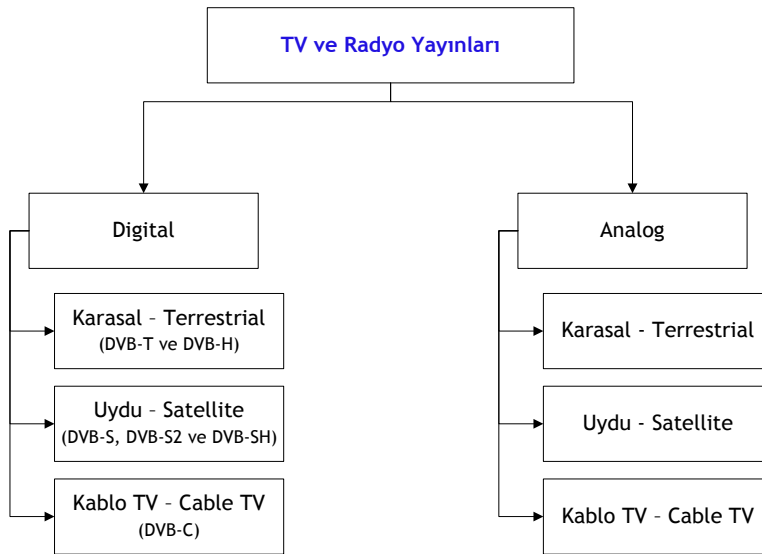 TV ve Radyo Yayınları
Digital
Karasal – Terrestrial
(DVB-T ve DVB-H)
Uydu – Satellite
(DVB-S, DVB-S2 ve DVB-SH)
Kablo TV – Cable TV
(DVB-C)
Analog
Karasal - Terrestrial
Uydu - Satellite
Kablo TV – Cable TV